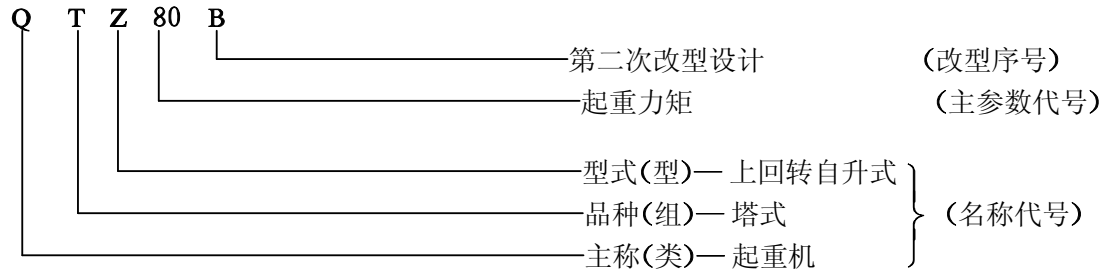 Q T Z 80 B
第二次改型设计 (改型序号)
起重力矩 (主参数代号)
型式(型)— 上回转自升式
品种(组)— 塔式 (名称代号)
主称(类)— 起重机